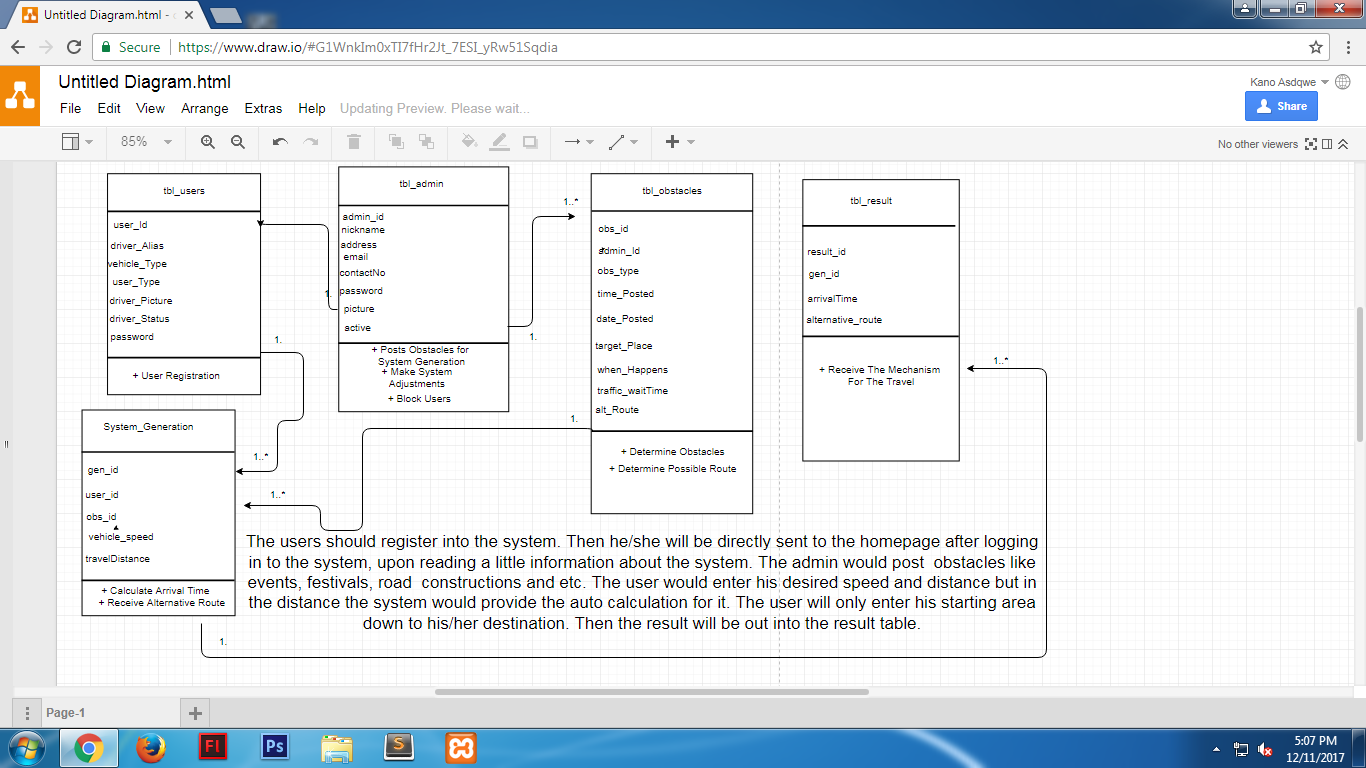 Untitled Diagram.html - d
Secure
https://www.draw.io/#G1WnkIm0xTI7fHr2Jt_7ESI_yRw51Sqdia
Untitled Diagram.html
Kano Asdqwe
File Edit View Arrange Extras Help Updating Preview. Please wait...
Share
85%
No other viewers
tbl_users
user_Id
driver_Alias
vehicle_Type
user_Type
driver_Picture
driver_Status
password
+ User Registration
tbl_admin
admin_id
nickname
address
email
contactNo
password
picture
active
+ Posts Obstacles for
System Generation
+ Make System
Adjustments
+ Block Users
tbl_obstacles
obs_id
admin_Id
obs_type
time_Posted
date_Posted
target_Place
when_Happens
traffic_waitTime
alt_Route
+ Determine Obstacles
+ Determine Possible Route
tbl_result
result_id
gen_id
arrivalTime
alternative_route
+ Receive The Mechanism
For The Travel
System_Generation
gen_id
user_id
obs_id
vehicle_speed
travelDistance
+ Calculate Arrival Time
+ Receive Alternative Route
1.
1..*
1.
1.
1..*
1.
1..*
1.
1..*
The users should register into the system. Then he/she will be directly sent to the homepage after logging
in to the system, upon reading a little information about the system. The admin would post obstacles like
events, festivals, road constructions and etc. The user would enter his desired speed and distance but in
the distance the system would provide the auto calculation for it. The user will only enter his starting area
down to his/her destination. Then the result will be out into the result table.
Page-1
Fl
Ps
S
5:07 PM
12/11/2017